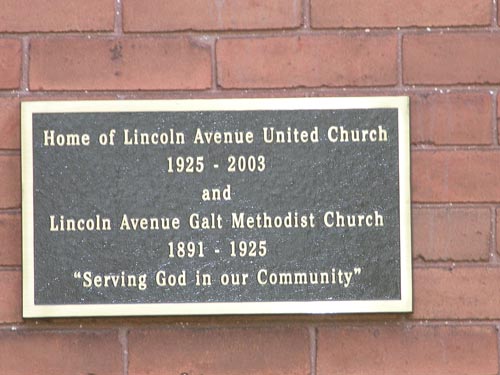 Home of Lincoln Avenue United Church
1925 - 2003
and
Lincoln Avenue Galt Methodist Church
1891 - 1925
“Serving God in our Community”